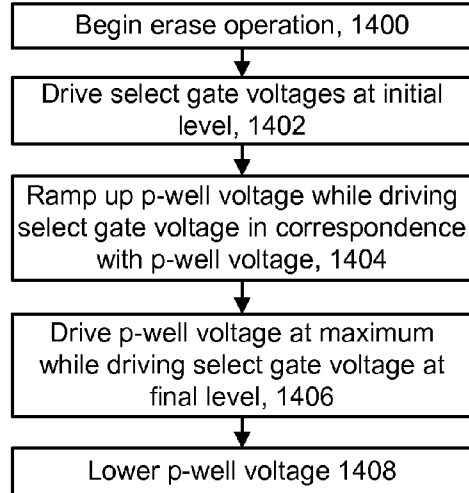 Begin erase operation, 1400
Drive select gate voltages at initial
level, 1402
Ramp up p-well voltage while driving
select gate voltage in correspondence
with p-well voltage, 1404
Drive p-well voltage at maximum
while driving select gate voltage at
final level, 1406
Lower p-well voltage 1408